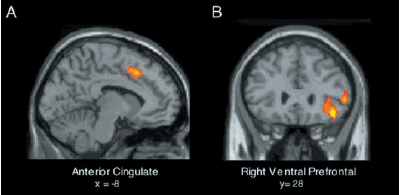 A
B
Anterior Cingulate
x = -8
Right Ventral Prefrontal
y= 28